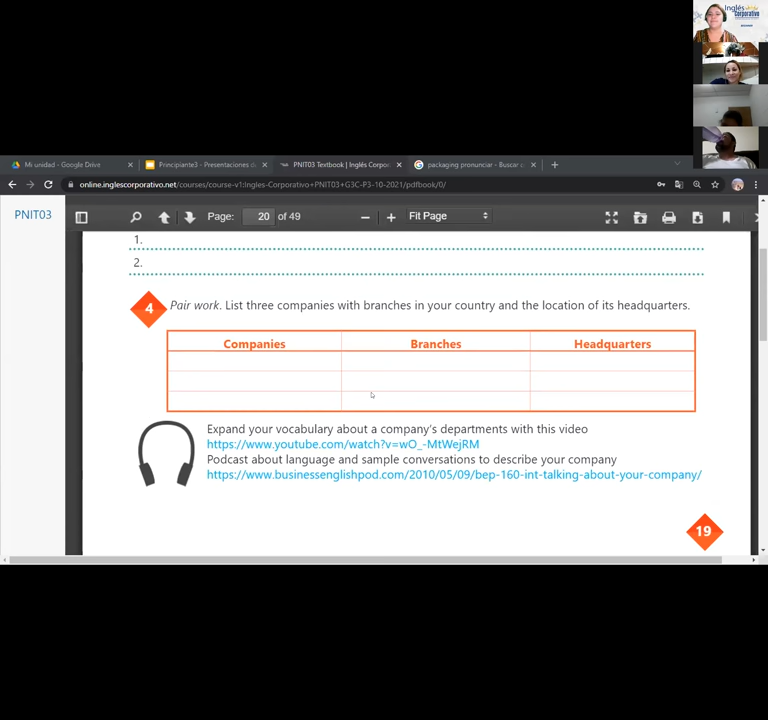 Inglés
Corporativo
Mi unidad - Google Drive
Principiante3 - Presentaciones d
PNIT03 Textbook | Inglés Corpo
packaging pronunciar - Buscar c
online.inglescorporativo.net/courses/course-v1:Ingles-Corporativo+PNIT03+G3C-P3-10-2021/pdfbook/0/
PNIT03
Page: 20 of 49
Fit Page
1.
2.
4
Pair work. List three companies with branches in your country and the location of its headquarters.
Companies Branches Headquarters
Expand your vocabulary about a company's departments with this video
https://www.youtube.com/watch?v=wO_-MtWejRM
Podcast about language and sample conversations to describe your company
https://www.businessenglishpod.com/2010/05/09/bep-160-int-talking-about-your-company/
19